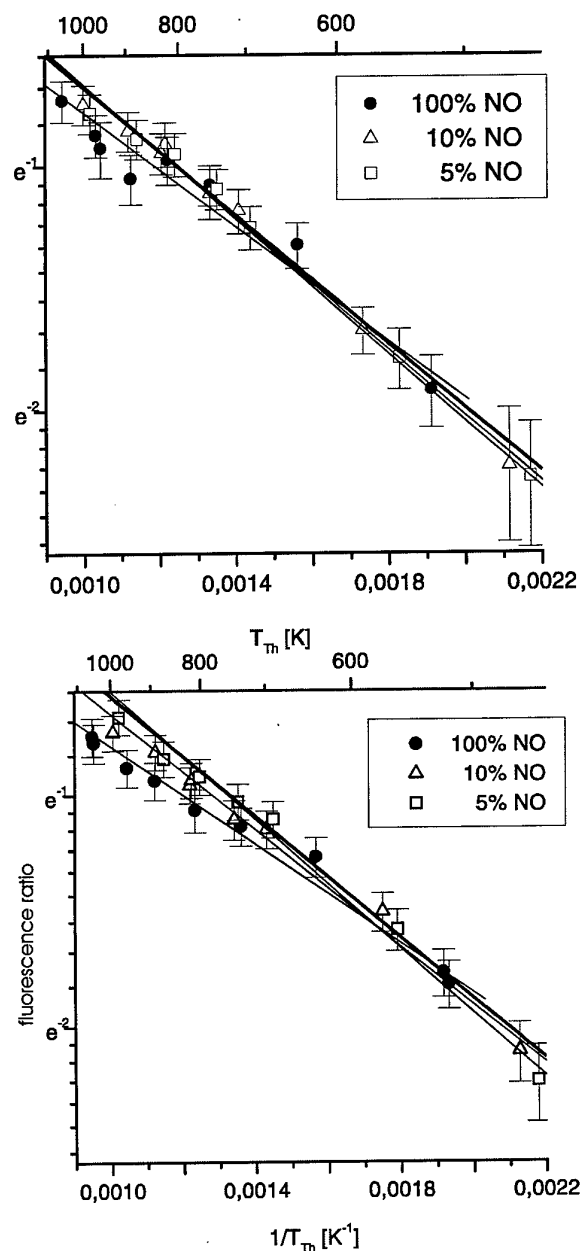 1000 800 600
100% NO
10% NO
5% NO
e-1
e-2
0,0010 0,0014 0,0018 0,0022
TTh [K]
1000 800 600
100% NO
10% NO
5% NO
e-1
fluorescence ratio
e-2
0,0010 0,0014 0,0018 0,0022
1/TTh [K-1]